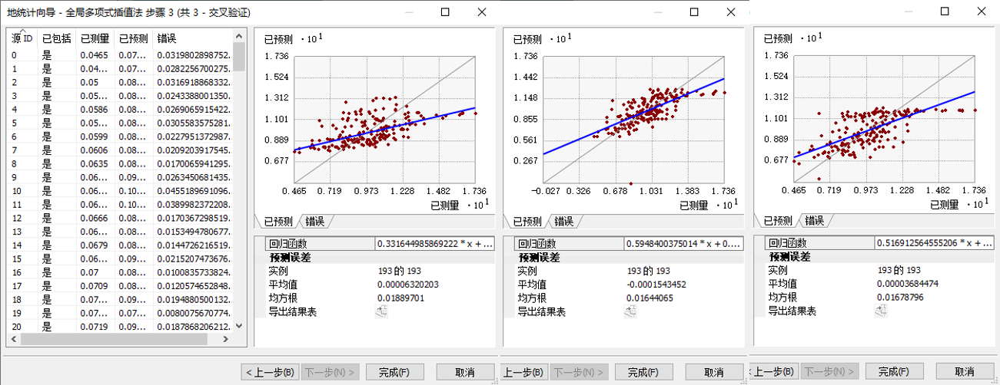 地统计向导 - 全局多项式插值法 步骤 3 (共 3 - 交叉验证)
源 ID 已包括 已测量 已预测 错误
0 是 0.0465 0.07... 0.0319802898752...
1 是 0.04... 0.07... 0.0282256700275...
2 是 0.05 0.08... 0.0316918868332...
3 是 0.05... 0.08... 0.0243388001350...
4 是 0.0586 0.08... 0.0269065915422...
5 是 0.05... 0.08... 0.0305583575281...
6 是 0.0599 0.08... 0.0227951372987...
7 是 0.0606 0.08... 0.0209203917545...
8 是 0.0635 0.08... 0.0170065941295...
9 是 0.06... 0.09... 0.0263450681435...
10 是 0.06... 0.10... 0.0455189691096...
11 是 0.06... 0.10... 0.0389982372208...
12 是 0.0666 0.08... 0.0170367298519...
13 是 0.06... 0.08... 0.0153494780677...
14 是 0.0679 0.08... 0.0144726216519...
15 是 0.06... 0.08... 0.0215207473676...
16 是 0.07 0.08... 0.0100835733824...
17 是 0.0709 0.08... 0.0120574652848...
18 是 0.07... 0.09... 0.0194880500132...
19 是 0.07... 0.07... 0.0080075670774...
20 是 0.0719 0.09... 0.0187868206212...
已预测 ·10¹
1.736
1.524
1.312
1.101
0.889
0.677
0.465 0.719 0.973 1.228 1.482 1.736
已测量 ·10¹
已预测 错误
回归函数 0.331644985869222 * x + ...
预测误差
实例 193 的 193
平均值 0.00006320203
均方根 0.01889701
导出结果表
< 上一步(B) 下一步(N) > 完成(F) 取消
已预测 ·10¹
1.736
1.442
1.148
0.855
0.561
0.267
-0.027 0.326 0.678 1.031 1.383 1.736
已测量 ·10¹
已预测 错误
回归函数 0.5948400375014 * x + 0....
预测误差
实例 193 的 193
平均值 -0.0001543452
均方根 0.01644065
导出结果表
上一步(B) 下一步(N) > 完成(F) 取消
已预测 ·10¹
1.736
1.524
1.312
1.101
0.889
0.677
0.465 0.719 0.973 1.228 1.482 1.736
已测量 ·10¹
已预测 错误
回归函数 0.516912564555206 * x + ...
预测误差
实例 193 的 193
平均值 0.00003684474
均方根 0.01678796
导出结果表
上一步(B) 下一步(N) > 完成(F) 取消